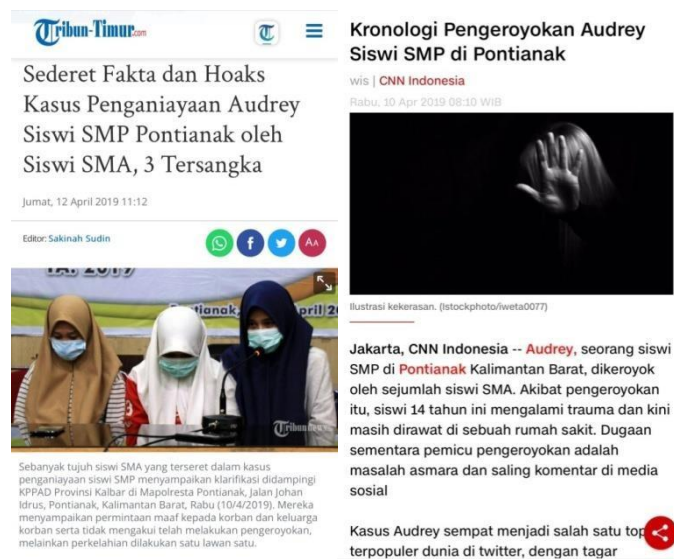 Tribun-Timur.com
Sederet Fakta dan Hoaks
Kasus Penganiayaan Audrey
Siswi SMP Pontianak oleh
Siswi SMA, 3 Tersangka
Jumat, 12 April 2019 11:12
Editor: Sakinah Sudin
AA
TA. 2019
Pontianak, pril 20
Tribunnews
Sebanyak tujuh siswi SMA yang terseret dalam kasus
penganiayaan siswi SMP menyampaikan klarifikasi didampingi
KPPAD Provinsi Kalbar di Mapolresta Pontianak, Jalan Johan
Idrus, Pontianak, Kalimantan Barat, Rabu (10/4/2019). Mereka
menyampaikan permintaan maaf kepada korban dan keluarga
korban serta tidak mengakui telah melakukan pengeroyokan,
melainkan perkelahian dilakukan satu lawan satu.
Kronologi Pengeroyokan Audrey
Siswi SMP di Pontianak
wis | CNN Indonesia
Rabu, 10 Apr 2019 08:10 WIB
Ilustrasi kekerasan. (Istockphoto/iweta0077)
Jakarta, CNN Indonesia -- Audrey, seorang siswi
SMP di Pontianak Kalimantan Barat, dikeroyok
oleh sejumlah siswi SMA. Akibat pengeroyokan
itu, siswi 14 tahun ini mengalami trauma dan kini
masih dirawat di sebuah rumah sakit. Dugaan
sementara pemicu pengeroyokan adalah
masalah asmara dan saling komentar di media
sosial
Kasus Audrey sempat menjadi salah satu top
terpopuler dunia di twitter, dengan tagar